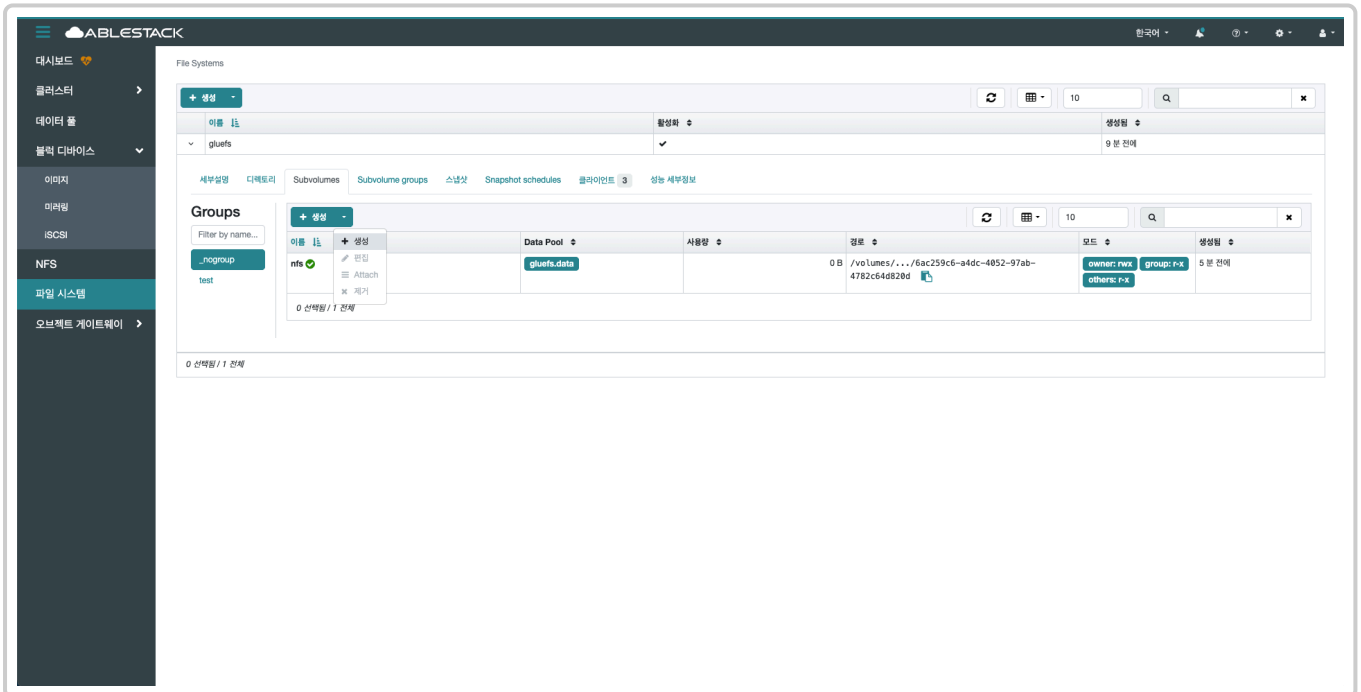 ABLESTACK
한국어
대시보드
클러스터
데이터 풀
블럭 디바이스
이미지
미러링
iSCSI
NFS
파일 시스템
오브젝트 게이트웨이
File Systems
+ 생성
10
이름 활성화 생성됨
gluefs 9 분 전에
세부설명 디렉토리 Subvolumes Subvolume groups 스냅샷 Snapshot schedules 클라이언트 3 성능 세부정보
Groups
Filter by name...
_nogroup
test
+ 생성
10
이름 Data Pool 사용량 경로 모드 생성됨
+ 생성
편집
Attach
제거
nfs gluefs.data 0 B /volumes/.../6ac259c6-a4dc-4052-97ab-
4782c64d820d
owner: rwx group: r-x
others: r-x
5 분 전에
0 선택됨 / 1 전체
0 선택됨 / 1 전체